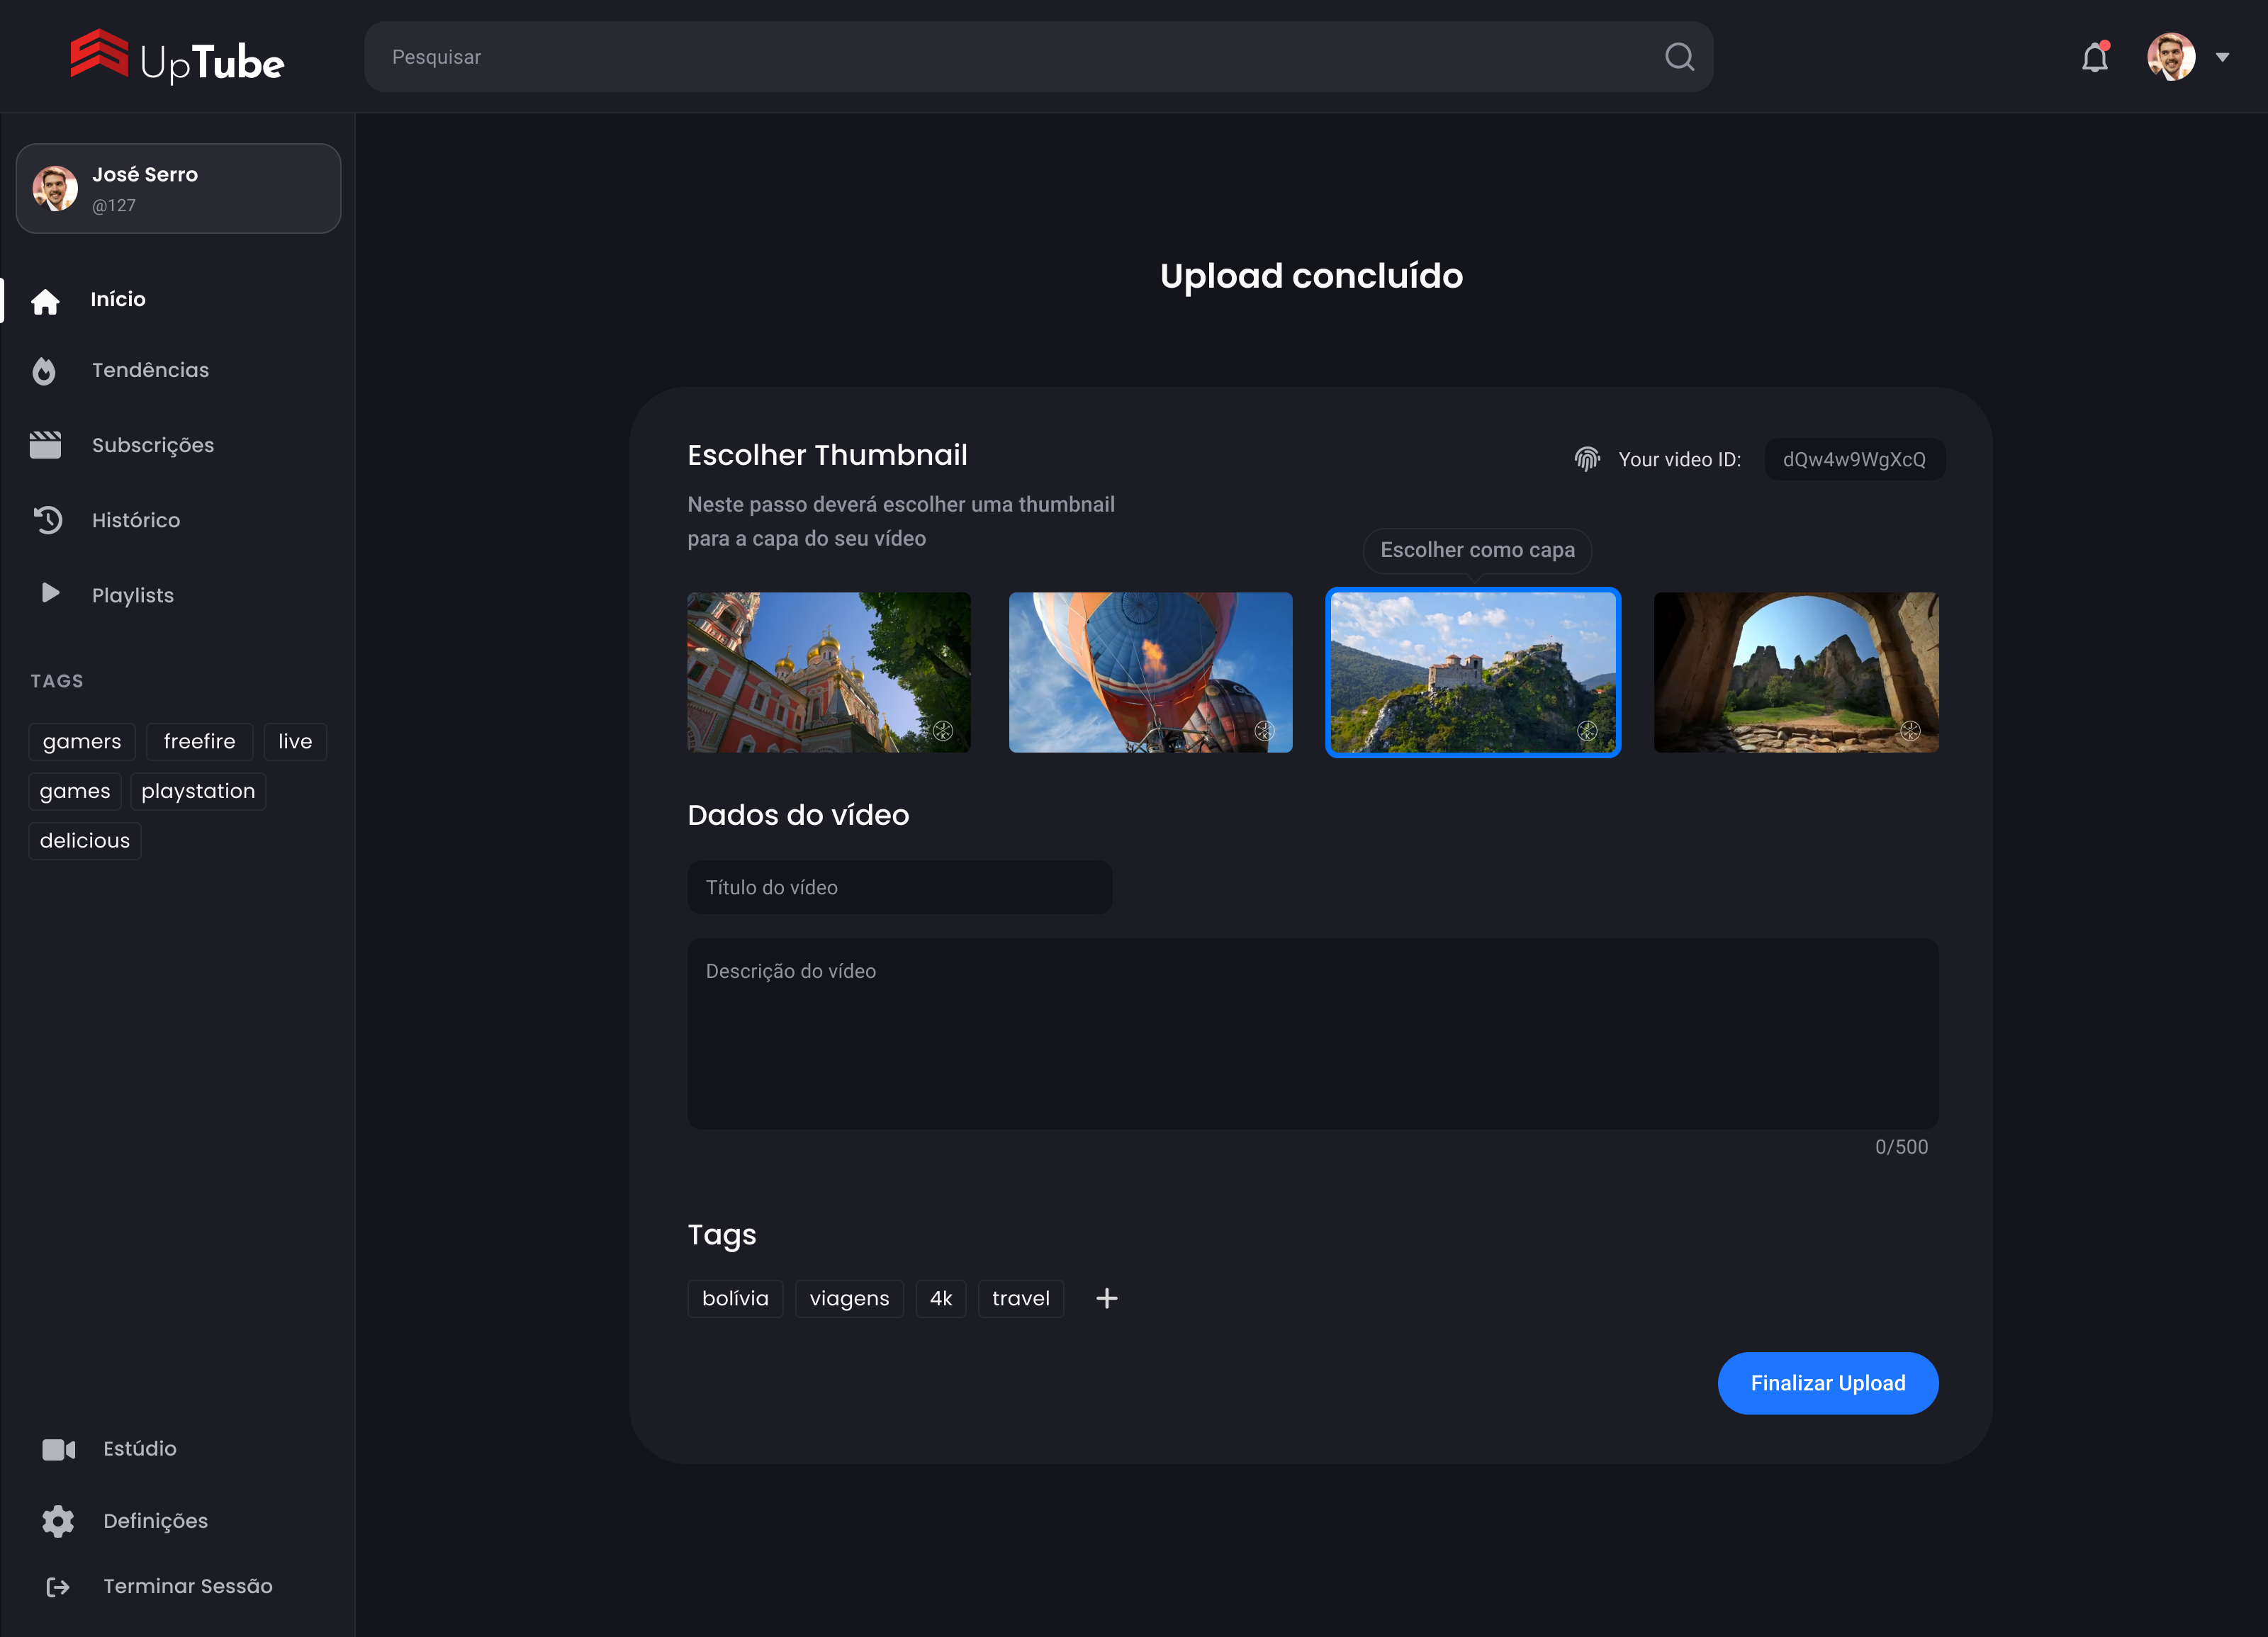 UpTube
Pesquisar
José Serro
@127
Início
Tendências
Subscrições
Histórico
Playlists
TAGS
gamers freefire live
games playstation
delicious
Estúdio
Definições
Terminar Sessão
Upload concluído
Escolher Thumbnail
Your video ID: dQw4w9WgXcQ
Neste passo deverá escolher uma thumbnail
para a capa do seu vídeo
Escolher como capa
Dados do vídeo
Título do vídeo
Descrição do vídeo
0/500
Tags
bolívia viagens 4k travel
Finalizar Upload